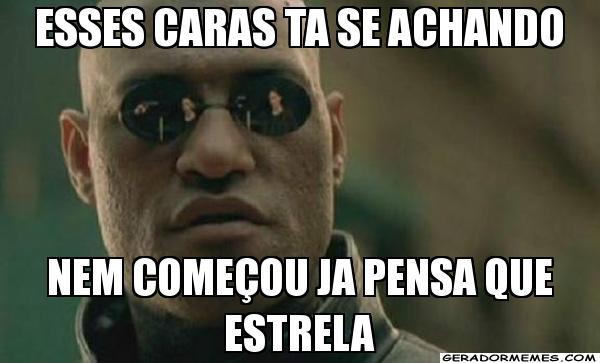 ESSES CARAS TA SE ACHANDO
NEM COMEÇOU JA PENSA QUE
ESTRELA
GERADORMEMES.COM